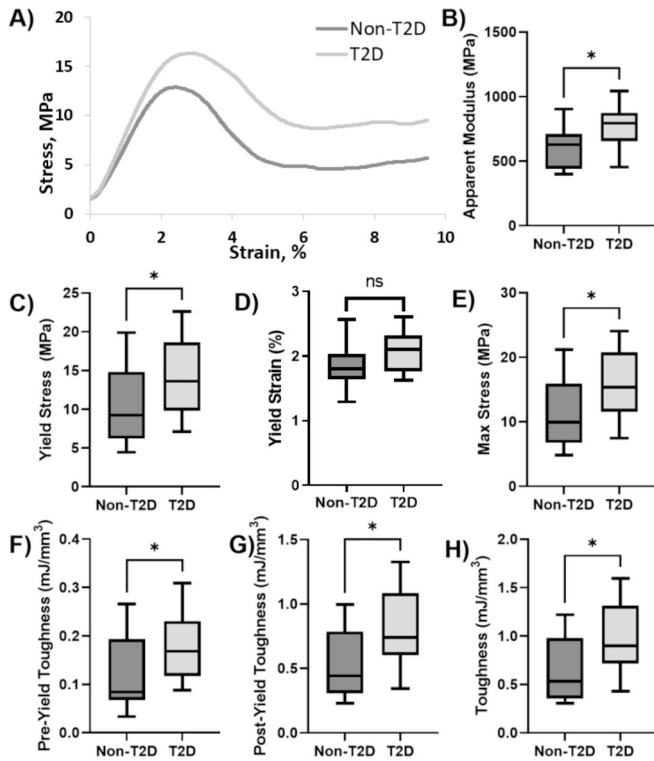 A)
Stress, MPa
20
15
10
5
0
0 2 4 6 8 10
Strain, %
Non-T2D
T2D
B)
Apparent Modulus (MPa)
1500
1000
500
0
*
Non-T2D T2D
C)
Yield Stress (MPa)
25
20
15
10
5
0
*
Non-T2D T2D
D)
Yield Strain (%)
3
2
1
0
ns
Non-T2D T2D
E)
Max Stress (MPa)
30
20
10
0
*
Non-T2D T2D
F)
Pre-Yield Toughness (mJ/mm³)
0.4
0.3
0.2
0.1
0.0
*
Non-T2D T2D
G)
Post-Yield Toughness (mJ/mm³)
1.5
1.0
0.5
0.0
*
Non-T2D T2D
H)
Toughness (mJ/mm³)
2.0
1.5
1.0
0.5
0.0
*
Non-T2D T2D